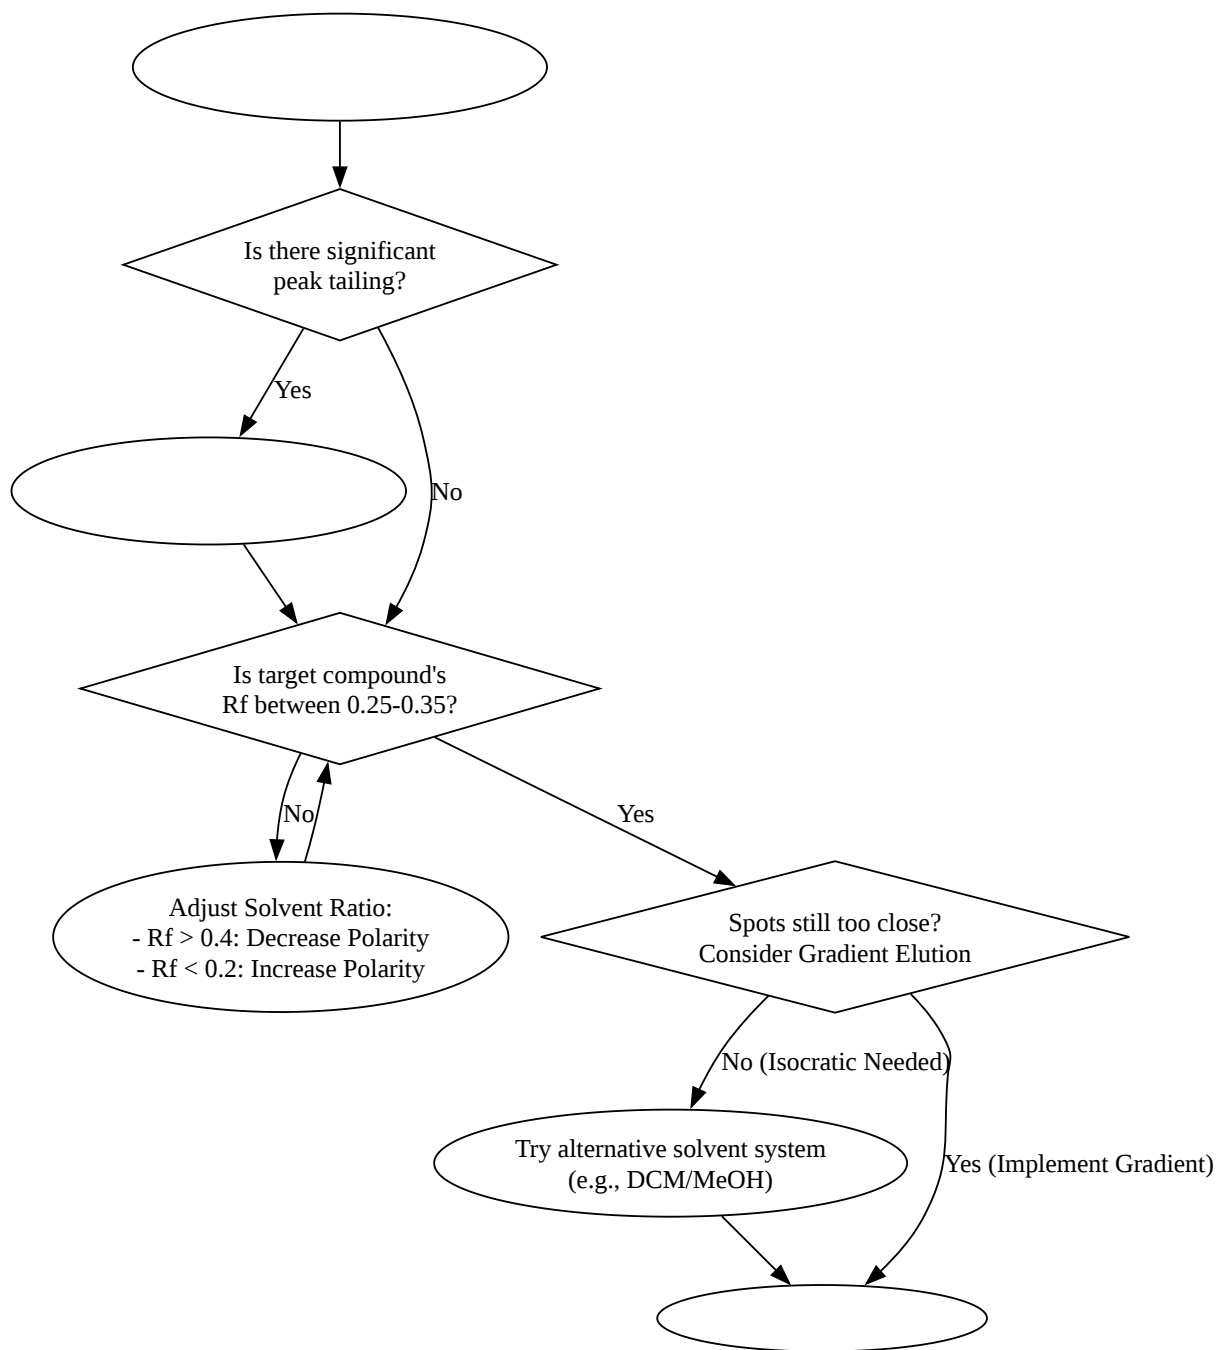 Is there significant
peak tailing?
Yes
No
Is target compound's
Rf between 0.25-0.35?
No
Yes
Adjust Solvent Ratio:
- Rf > 0.4: Decrease Polarity
- Rf < 0.2: Increase Polarity
Spots still too close?
Consider Gradient Elution
No (Isocratic Needed)
Try alternative solvent system
(e.g., DCM/MeOH)
Yes (Implement Gradient)